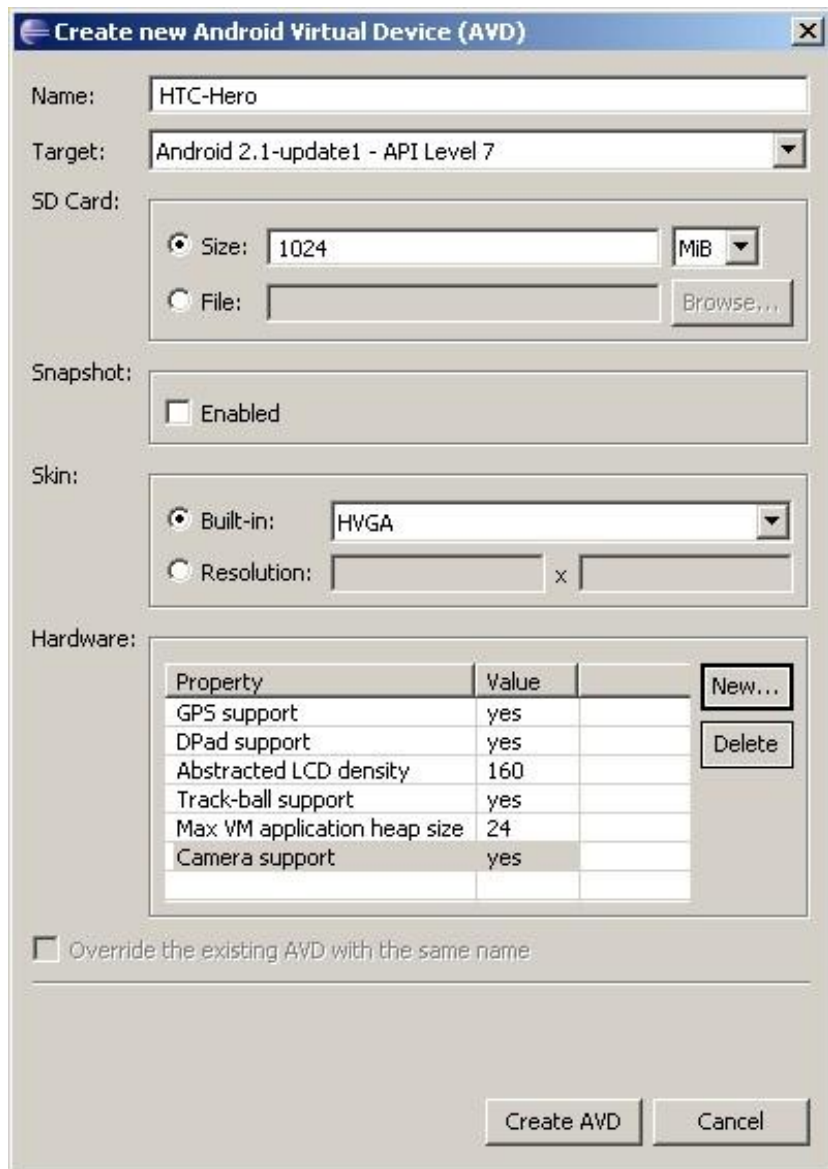 Create new Android Virtual Device (AVD)
Name: HTC-Hero
Target: Android 2.1-update1 - API Level 7
SD Card:
Size: 1024 MiB
File: Browse...
Snapshot:
Enabled
Skin:
Built-in: HVGA
Resolution: x
Hardware:
Property Value New...
GPS support yes
DPad support yes Delete
Abstracted LCD density 160
Track-ball support yes
Max VM application heap size 24
Camera support yes
Override the existing AVD with the same name
Create AVD Cancel